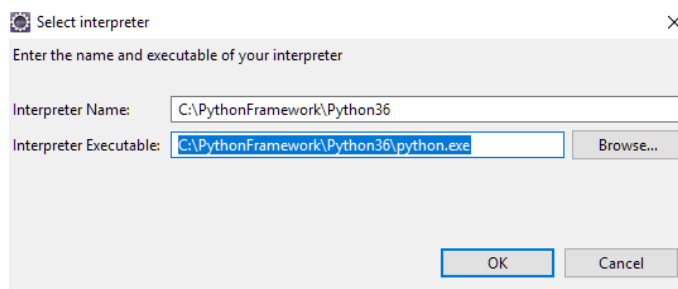 Select interpreter
Enter the name and executable of your interpreter
Interpreter Name: C:\PythonFramework\Python36
Interpreter Executable: C:\PythonFramework\Python36\python.exe Browse...
OK Cancel